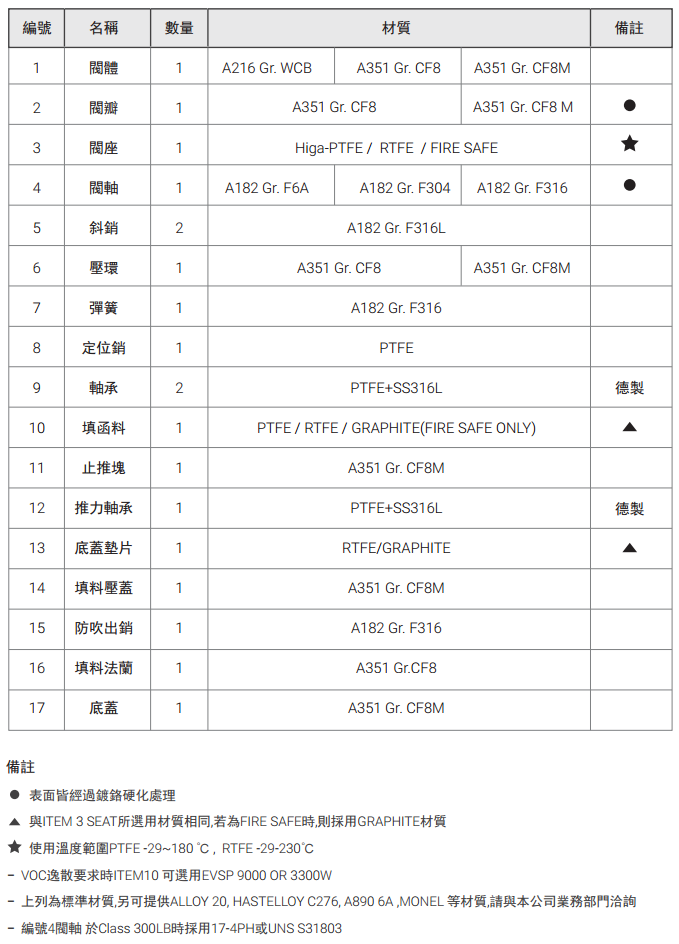 編號 名稱 數量 材質 備註
1 閥體 1 A216 Gr. WCB A351 Gr. CF8 A351 Gr. CF8M
2 閥瓣 1 A351 Gr. CF8 A351 Gr. CF8 M ●
3 閥座 1 Higa-PTFE / RTFE / FIRE SAFE ★
4 閥軸 1 A182 Gr. F6A A182 Gr. F304 A182 Gr. F316 ●
5 斜銷 2 A182 Gr. F316L
6 壓環 1 A351 Gr. CF8 A351 Gr. CF8M
7 彈簧 1 A182 Gr. F316
8 定位銷 1 PTFE
9 軸承 2 PTFE+SS316L 德製
10 填函料 1 PTFE / RTFE / GRAPHITE(FIRE SAFE ONLY) ▲
11 止推塊 1 A351 Gr. CF8M
12 推力軸承 1 PTFE+SS316L 德製
13 底蓋墊片 1 RTFE/GRAPHITE ▲
14 填料壓蓋 1 A351 Gr. CF8M
15 防吹出銷 1 A182 Gr. F316
16 填料法蘭 1 A351 Gr.CF8
17 底蓋 1 A351 Gr. CF8M
備註
● 表面皆經過鍍鉻硬化處理
▲ 與ITEM 3 SEAT所選用材質相同,若為FIRE SAFE時,則採用GRAPHITE材質
★ 使用溫度範圍PTFE -29~180 ℃ , RTFE -29-230℃
– VOC逸散要求時ITEM10 可選用EVSP 9000 OR 3300W
– 上列為標準材質,另可提供ALLOY 20, HASTELLOY C276, A890 6A ,MONEL 等材質,請與本公司業務部門洽詢
– 編號4閥軸 於Class 300LB時採用17-4PH或UNS S31803